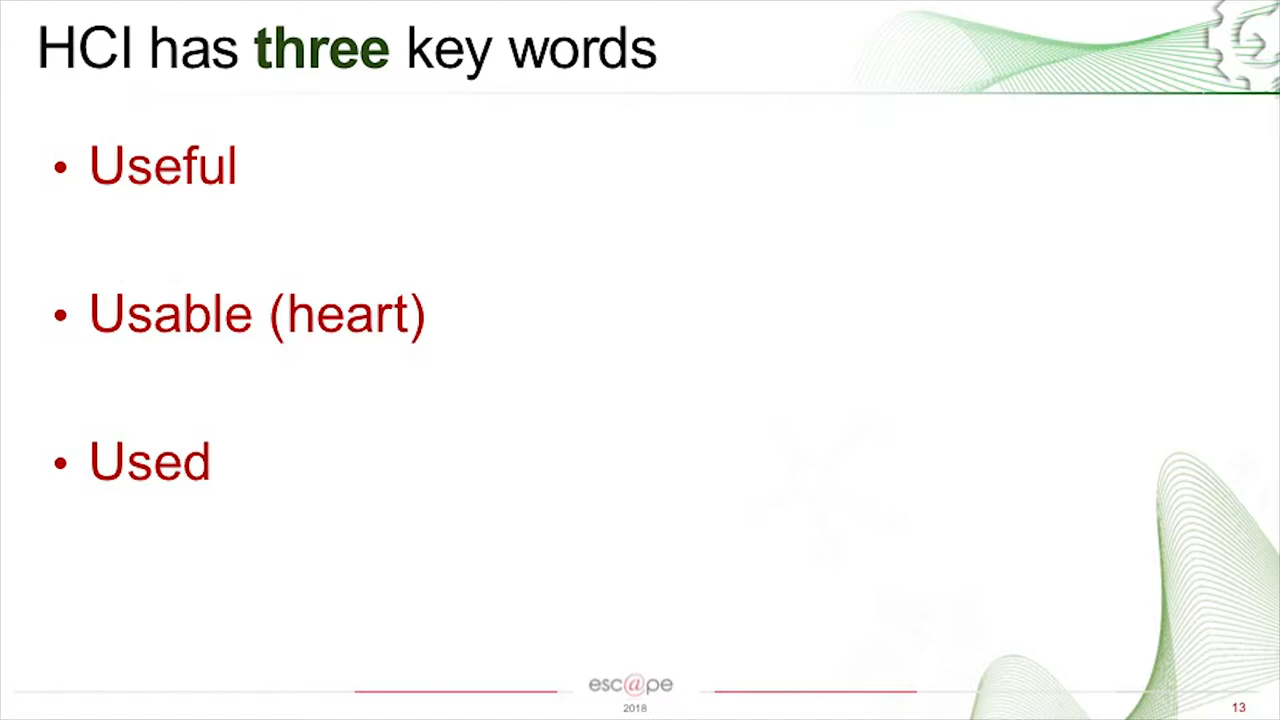 HCI has three key words
• Useful
• Usable (heart)
• Used
esc@pe
2018
13